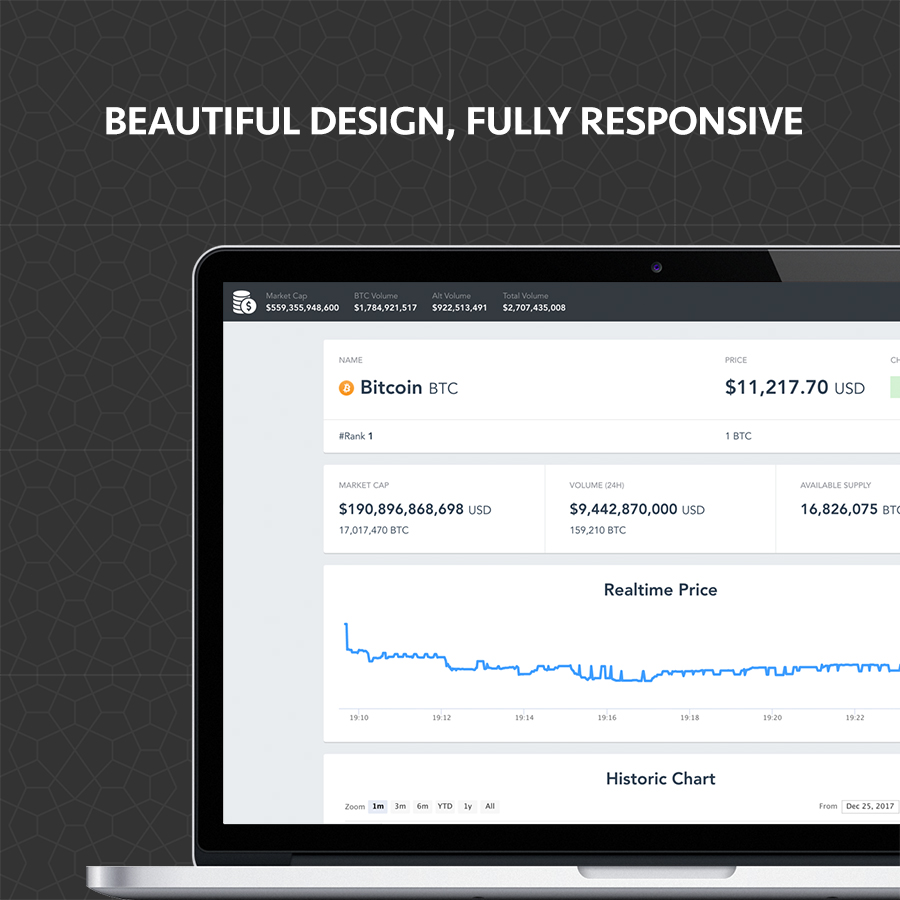 BEAUTIFUL DESIGN, FULLY RESPONSIVE
Market Cap BTC Volume Alt Volume Total Volume
$559,355,948,600 $1,784,921,517 $922,513,491 $2,707,435,008
NAME PRICE CH
Bitcoin BTC $11,217.70 USD
#Rank 1 1 BTC
MARKET CAP VOLUME (24H) AVAILABLE SUPPLY
$190,896,868,698 USD $9,442,870,000 USD 16,826,075 BTC
17,017,470 BTC 159,210 BTC
Realtime Price
19:10 19:12 19:14 19:16 19:18 19:20 19:22
Historic Chart
Zoom 1m 3m 6m YTD 1y All From Dec 25, 2017